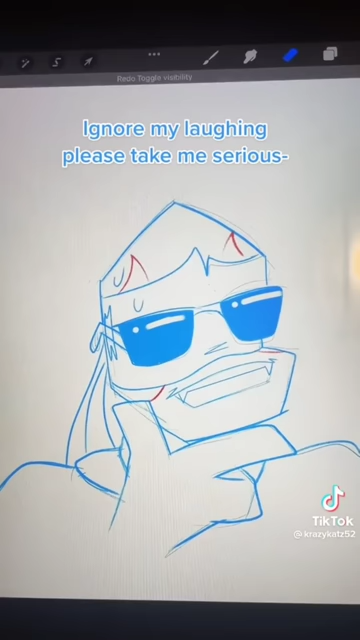 Redo Toggle visibility
Ignore my laughing
please take me serious-
TikTok
@krazykatz52